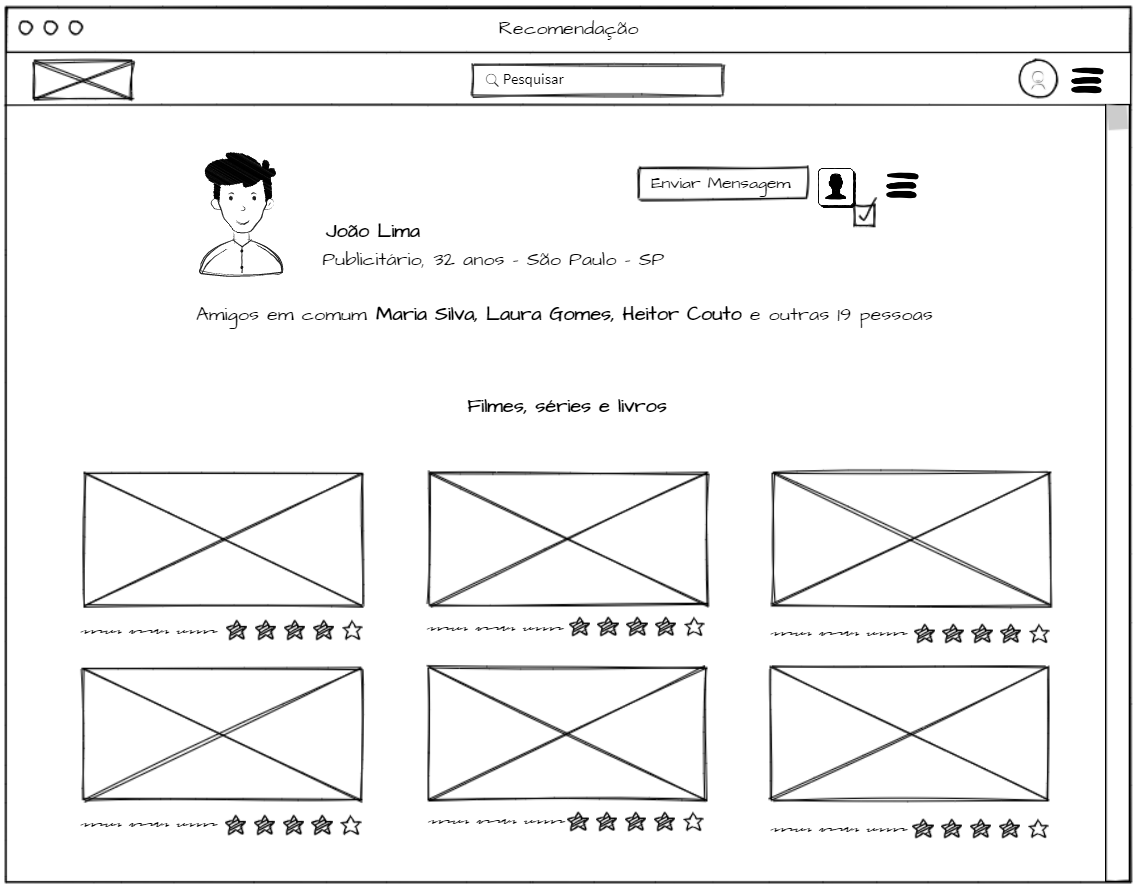 Recomendação
Pesquisar
Enviar Mensagem
João Lima
Publicitário, 32 anos - São Paulo - SP
Amigos em comum Maria Silva, Laura Gomes, Heitor Couto e outras 19 pessoas
Filmes, séries e livros